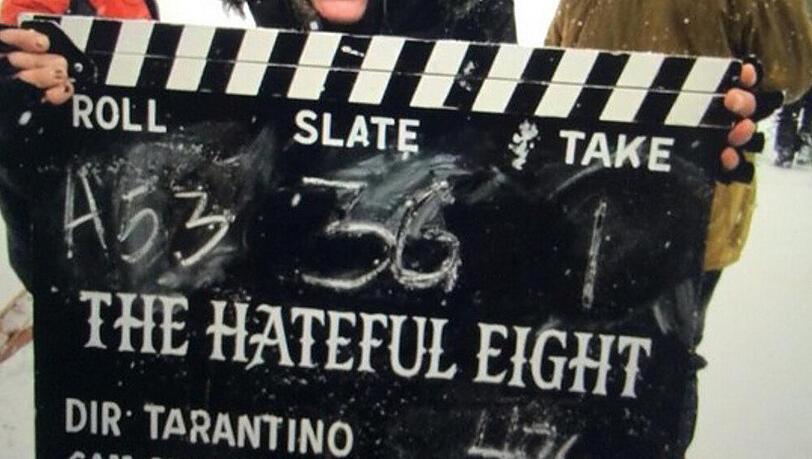 ROLL SLATE TAKE
A53 36 1
THE HATEFUL EIGHT
DIR· TARANTINO